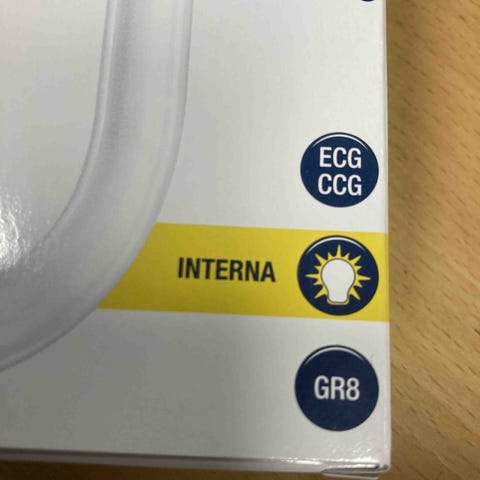 ECG
CCG
INTERNA
GR8